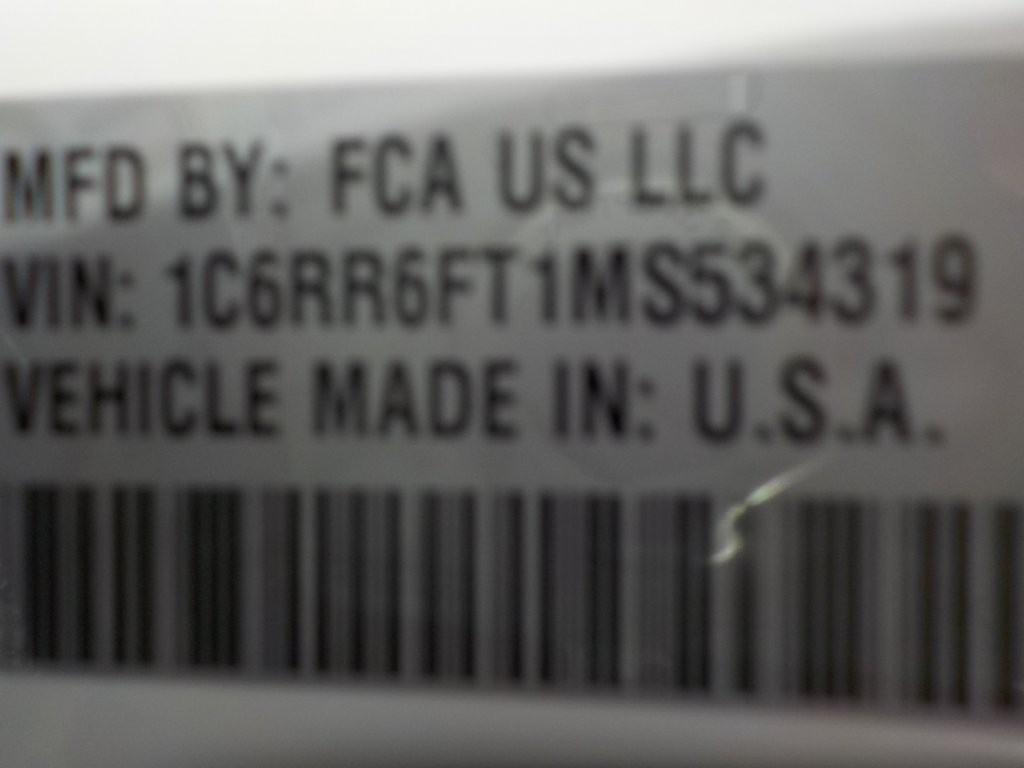 MFD BY: FCA US LLC
VIN: 1C6RR6FT1MS534319
VEHICLE MADE IN: U.S.A.